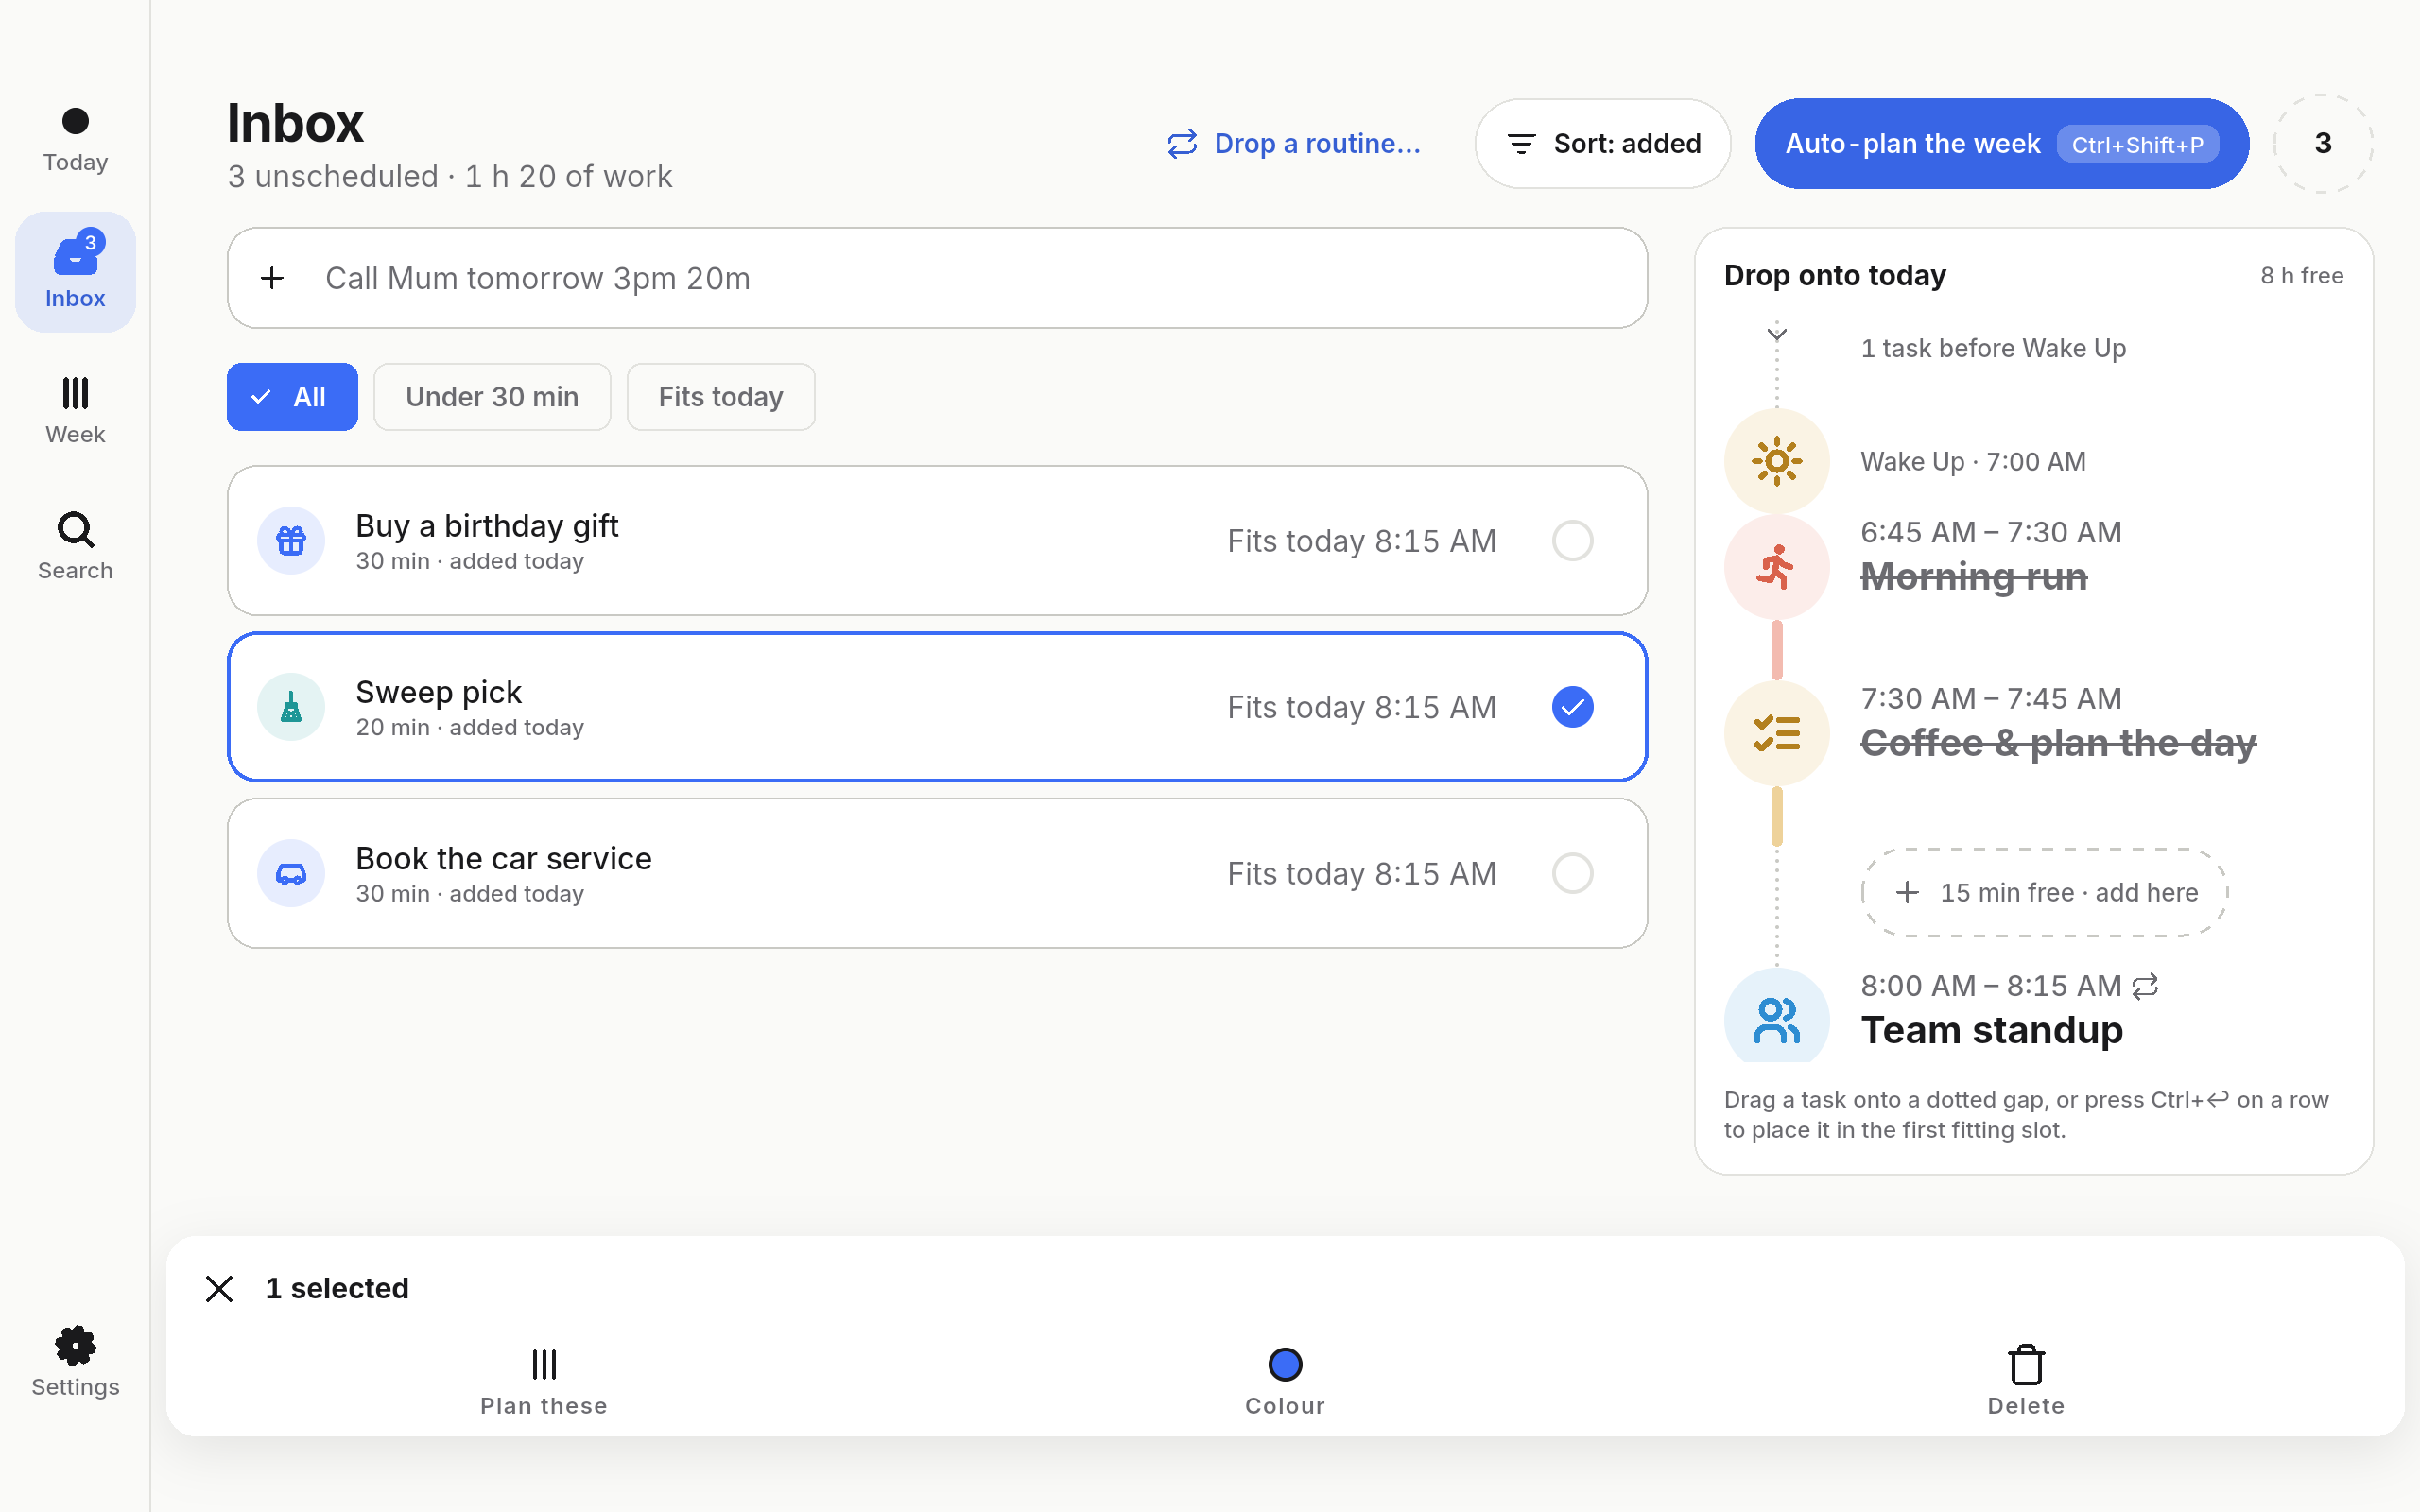 Today
3
Inbox
Week
Search
Settings
Inbox
3 unscheduled · 1 h 20 of work
Drop a routine...
Sort: added
Auto-plan the week Ctrl+Shift+P
3
Call Mum tomorrow 3pm 20m
All
Under 30 min
Fits today
Buy a birthday gift
30 min · added today
Fits today 8:15 AM
Sweep pick
20 min · added today
Fits today 8:15 AM
Book the car service
30 min · added today
Fits today 8:15 AM
Drop onto today
8 h free
1 task before Wake Up
Wake Up · 7:00 AM
6:45 AM – 7:30 AM
Morning run
7:30 AM – 7:45 AM
Coffee & plan the day
15 min free · add here
8:00 AM – 8:15 AM
Team standup
Drag a task onto a dotted gap, or press Ctrl+↩ on a row
to place it in the first fitting slot.
1 selected
Plan these
Colour
Delete